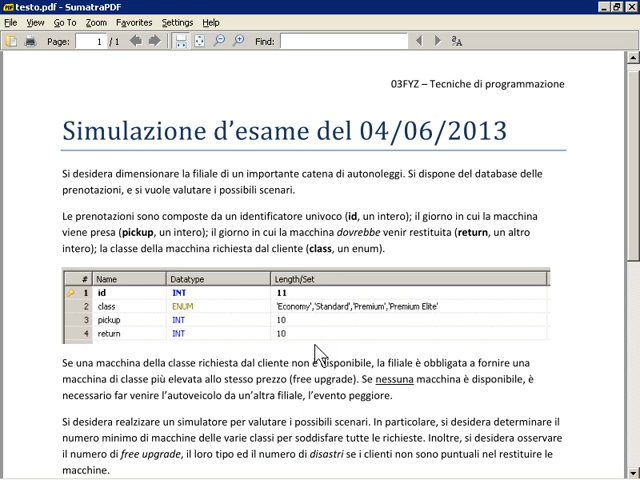 testo.pdf - SumatraPDF
File View Go To Zoom Favorites Settings Help
Page: 1 / 1 Find:
03FYZ – Tecniche di programmazione
Simulazione d'esame del 04/06/2013
Si desidera dimensionare la filiale di un importante catena di autonoleggi. Si dispone del database delle
prenotazioni, e si vuole valutare i possibili scenari.
Le prenotazioni sono composte da un identificatore univoco (id, un intero); il giorno in cui la macchina
viene presa (pickup, un intero); il giorno in cui la macchina dovrebbe venir restituita (return, un altro
intero); la classe della macchina richiesta dal cliente (class, un enum).
# Name Datatype Length/Set
1 id INT 11
2 class ENUM 'Economy','Standard','Premium','Premium Elite'
3 pickup INT 10
4 return INT 10
Se una macchina della classe richiesta dal cliente non è disponibile, la filiale è obbligata a fornire una
macchina di classe più elevata allo stesso prezzo (free upgrade). Se nessuna macchina è disponibile, è
necessario far venire l'autoveicolo da un'altra filiale, l'evento peggiore.
Si desidera realzizare un simulatore per valutare i possibili scenari. In particolare, si desidera determinare il
numero minimo di macchine delle varie classi per soddisfare tutte le richieste. Inoltre, si desidera osservare
il numero di free upgrade, il loro tipo ed il numero di disastri se i clienti non sono puntuali nel restituire le
macchine.